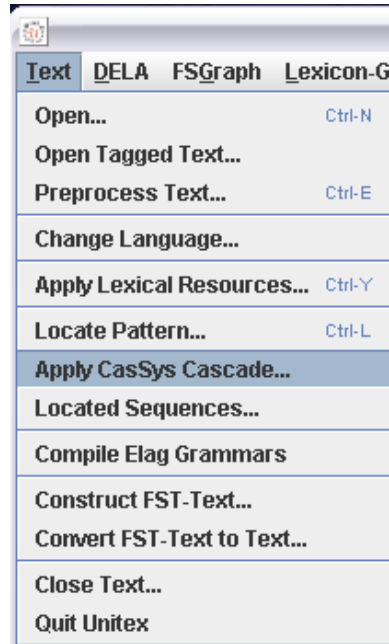 Text DELA FSGraph Lexicon-G
Open... Ctrl-N
Open Tagged Text...
Preprocess Text... Ctrl-E
Change Language...
Apply Lexical Resources... Ctrl-Y
Locate Pattern... Ctrl-L
Apply CasSys Cascade...
Located Sequences...
Compile Elag Grammars
Construct FST-Text...
Convert FST-Text to Text...
Close Text...
Quit Unitex